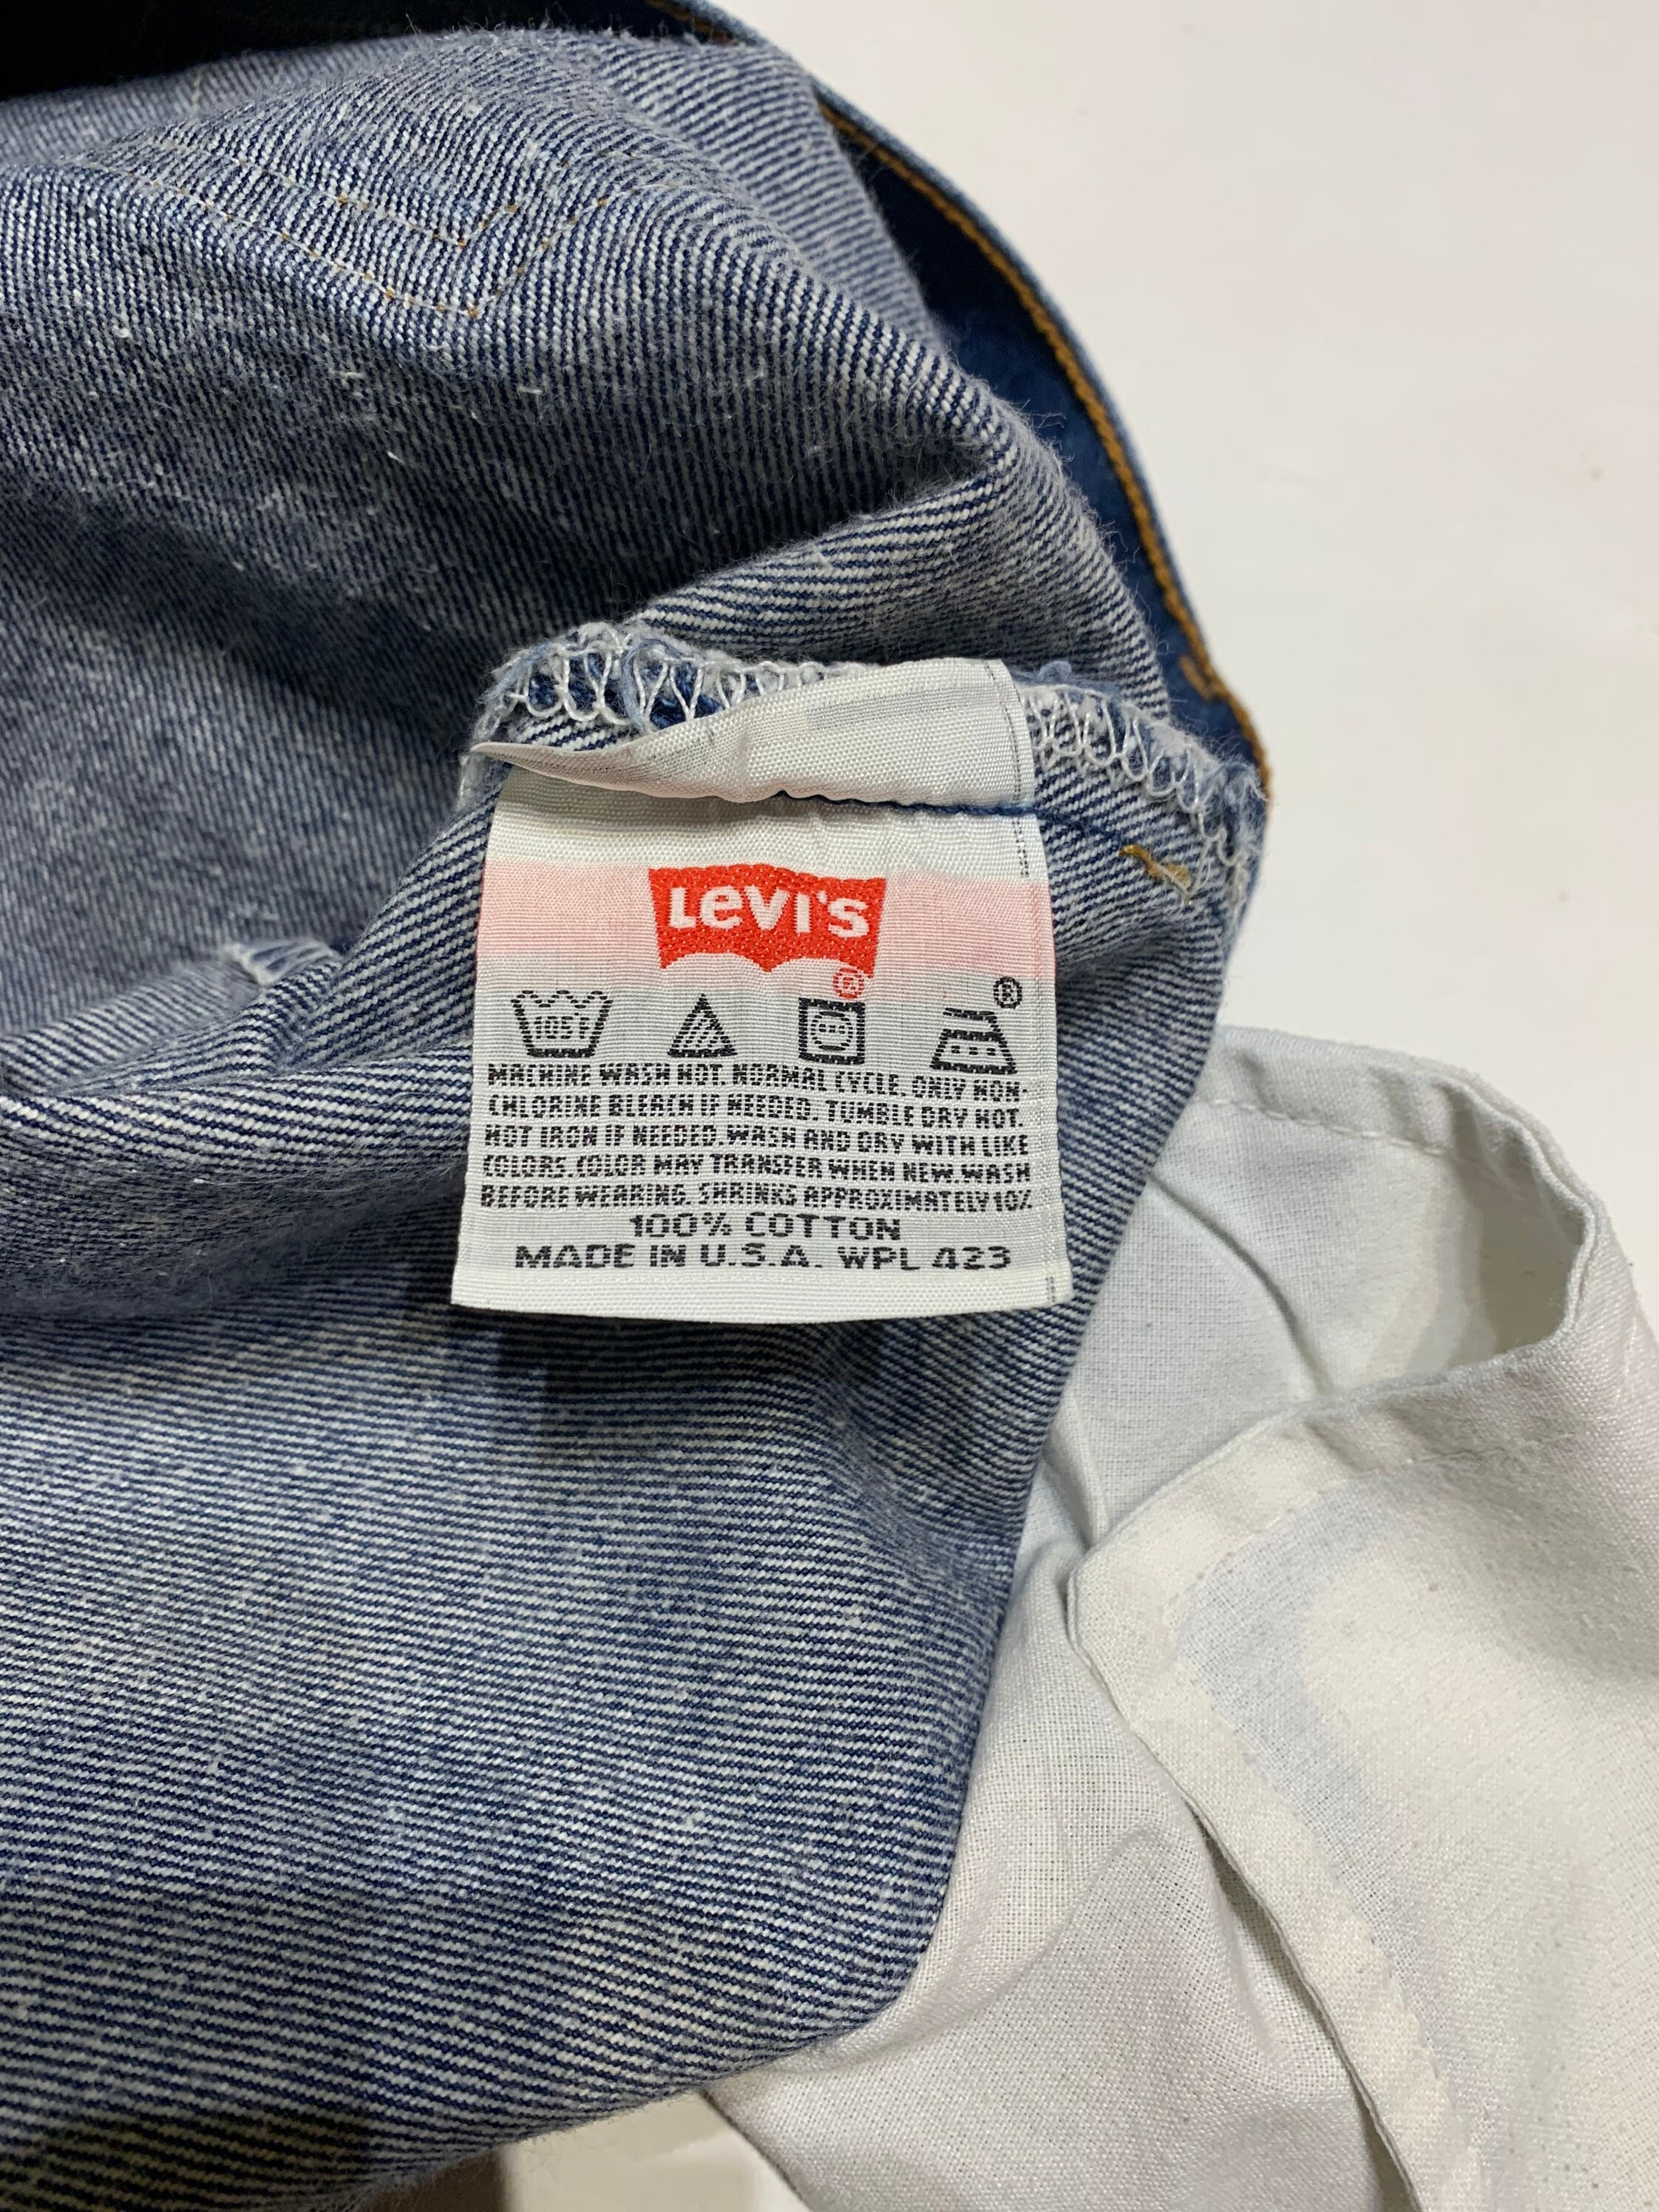 Levi's
®
®
105F
MACHINE WASH HOT. NORMAL CYCLE. ONLY NON-
CHLORINE BLEACH IF NEEDED. TUMBLE DRY HOT.
HOT IRON IF NEEDED. WASH AND DRY WITH LIKE
COLORS. COLOR MAY TRANSFER WHEN NEW. WASH
BEFORE WEARING. SHRINKS APPROXIMATELY 10%
100% COTTON
MADE IN U.S.A. WPL 423